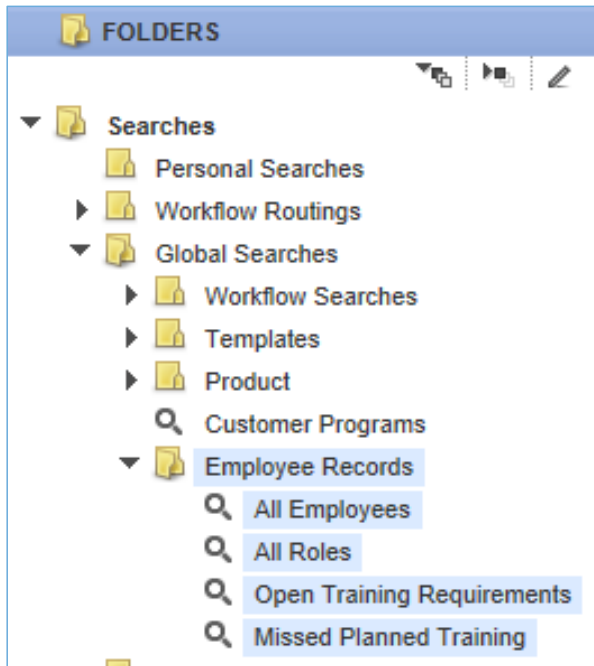 FOLDERS
Searches
Personal Searches
Workflow Routings
Global Searches
Workflow Searches
Templates
Product
Customer Programs
Employee Records
All Employees
All Roles
Open Training Requirements
Missed Planned Training